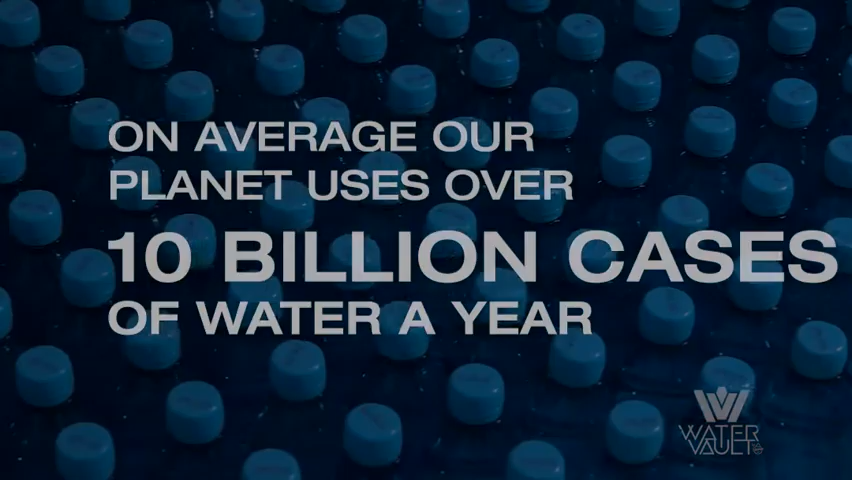 ON AVERAGE OUR
PLANET USES OVER
10 BILLION CASES
OF WATER A YEAR
WATER
VAULT